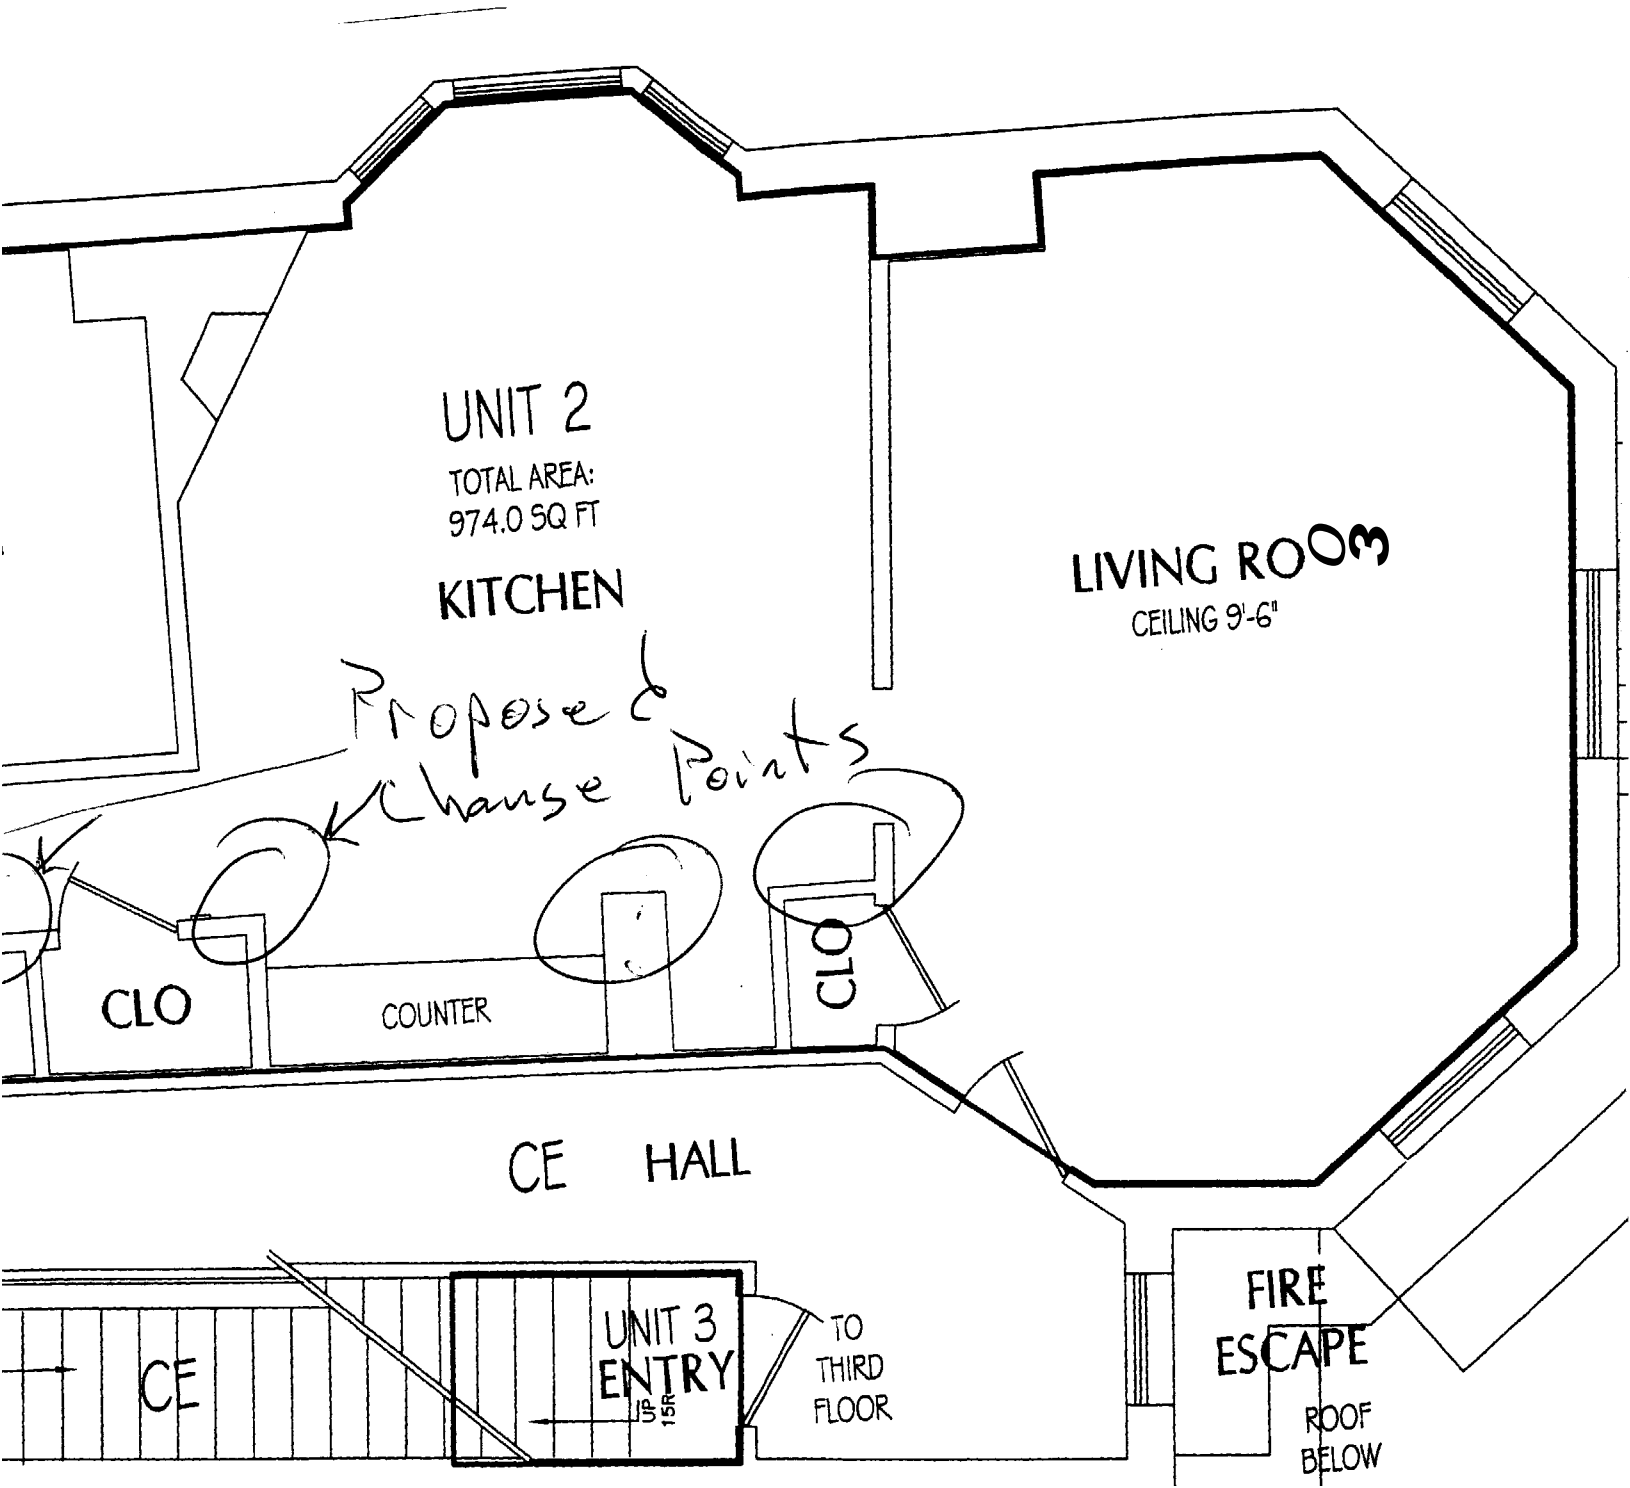 UNIT 2
TOTAL AREA:
974.0 SQ FT
KITCHEN
LIVING ROOM
CEILING 9'-6"
Proposed
Change Points
CLO
COUNTER
CLO
CE HALL
CE
UNIT 3
ENTRY
UP
15R
TO
THIRD
FLOOR
FIRE
ESCAPE
ROOF
BELOW